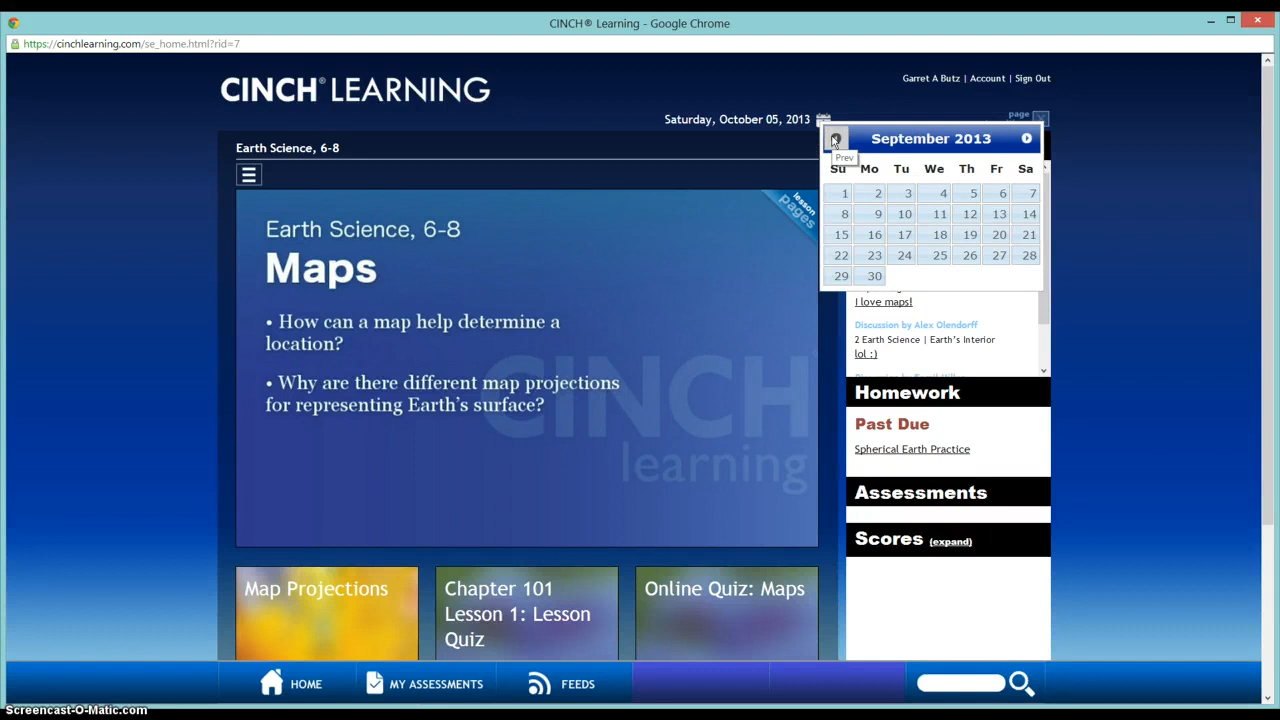 CINCH® Learning - Google Chrome
https://cinchlearning.com/se_home.html?rid=7
CINCH® LEARNING
Garret A Butz | Account | Sign Out
Saturday, October 05, 2013
page
Earth Science, 6-8
September 2013
Prev
Su Mo Tu We Th Fr Sa
1 2 3 4 5 6 7
8 9 10 11 12 13 14
15 16 17 18 19 20 21
22 23 24 25 26 27 28
29 30
lesson
pages
Earth Science, 6-8
Maps
• How can a map help determine a
location?
• Why are there different map projections
for representing Earth's surface?
CINCH
learning
I love maps!
Discussion by Alex Olendorff
2 Earth Science | Earth's Interior
lol :)
Homework
Past Due
Spherical Earth Practice
Assessments
Scores (expand)
Map Projections
Chapter 101
Lesson 1: Lesson
Quiz
Online Quiz: Maps
HOME
MY ASSESSMENTS
FEEDS
Screencast-O-Matic.com